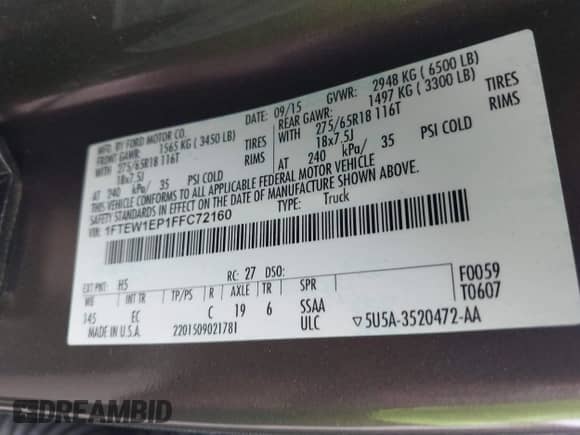 MFG. BY FORD MOTOR CO. DATE: 09/15 GVWR: 2948 KG ( 6500 LB)
FRONT GAWR: 1565 KG ( 3450 LB) REAR GAWR: 1497 KG ( 3300 LB)
WITH 275/65R18 116T TIRES WITH 275/65R18 116T TIRES
18x7.5J RIMS 18x7.5J RIMS
AT 240 kPa/ 35 PSI COLD AT 240 kPa/ 35 PSI COLD
THIS VEHICLE CONFORMS TO ALL APPLICABLE FEDERAL MOTOR VEHICLE
SAFETY STANDARDS IN EFFECT ON THE DATE OF MANUFACTURE SHOWN ABOVE.
VIN: 1FTEW1EP1FFC72160 TYPE: Truck
EXT PNT: H5 RC: 27 DSO: F0059
WB INT TR TP/PS R AXLE TR SPR T0607
145 EC C 19 6 SSAA
MADE IN U.S.A. 2201509021781 ULC ▽5U5A-3520472-AA
DREAMBID